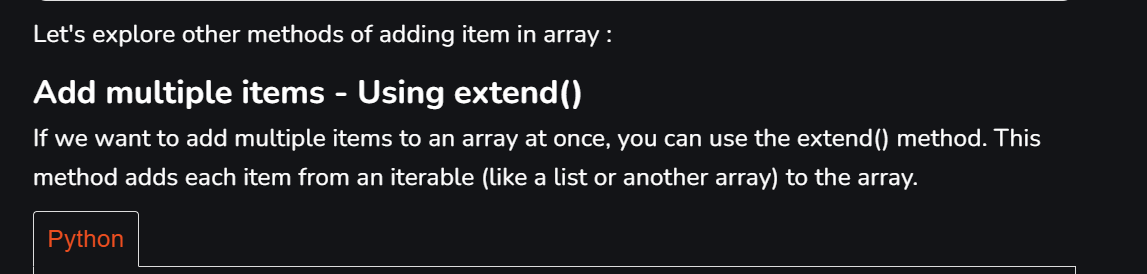 Let's explore other methods of adding item in array :
Add multiple items - Using extend()
If we want to add multiple items to an array at once, you can use the extend() method. This
method adds each item from an iterable (like a list or another array) to the array.
Python